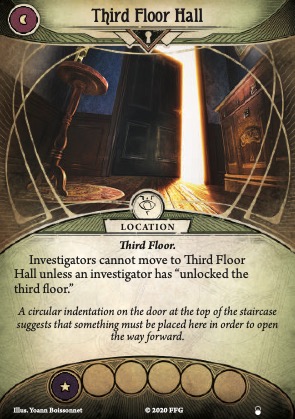 Third Floor Hall
LOCATION
Third Floor.
Investigators cannot move to Third Floor
Hall unless an investigator has “unlocked the
third floor.”
A circular indentation on the door at the top of the staircase
suggests that something must be placed here in order to open
the way forward.
Illus. Yoann Boissonnet
© 2020 FFG